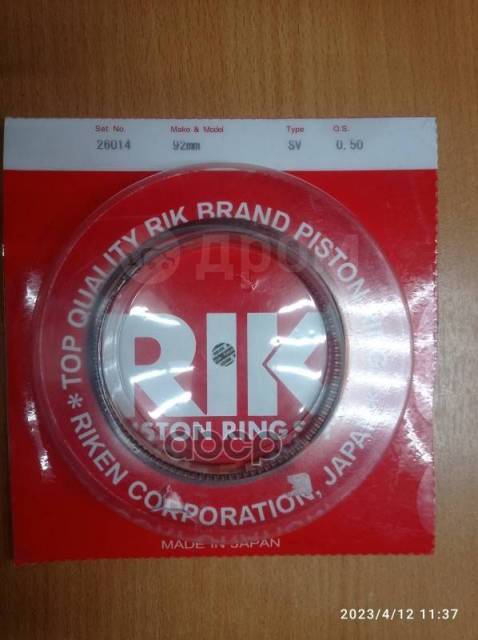 Set No. Make & Model Type O.S.
26014 92mm SV 0.50
*TOP QUALITY RIK BRAND PISTON
RIK
STON RING S
*RIKEN CORPORATION, JAPAN
MADE IN JAPAN
Дром
2023/4/12 11:37